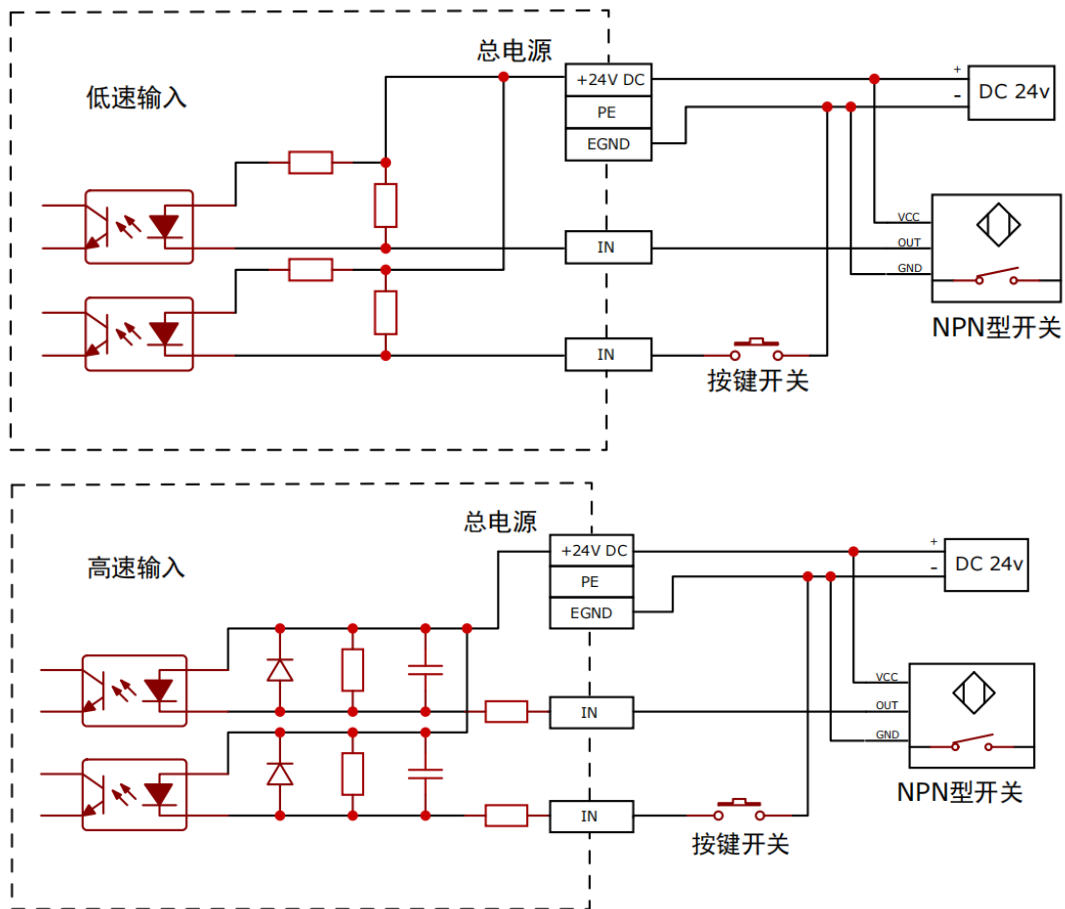 总电源
低速输入
+24V DC
PE
EGND
+
-
DC 24v
VCC
OUT
GND
IN
NPN型开关
IN
按键开关
总电源
高速输入
+24V DC
PE
EGND
+
-
DC 24v
VCC
OUT
GND
IN
NPN型开关
IN
按键开关